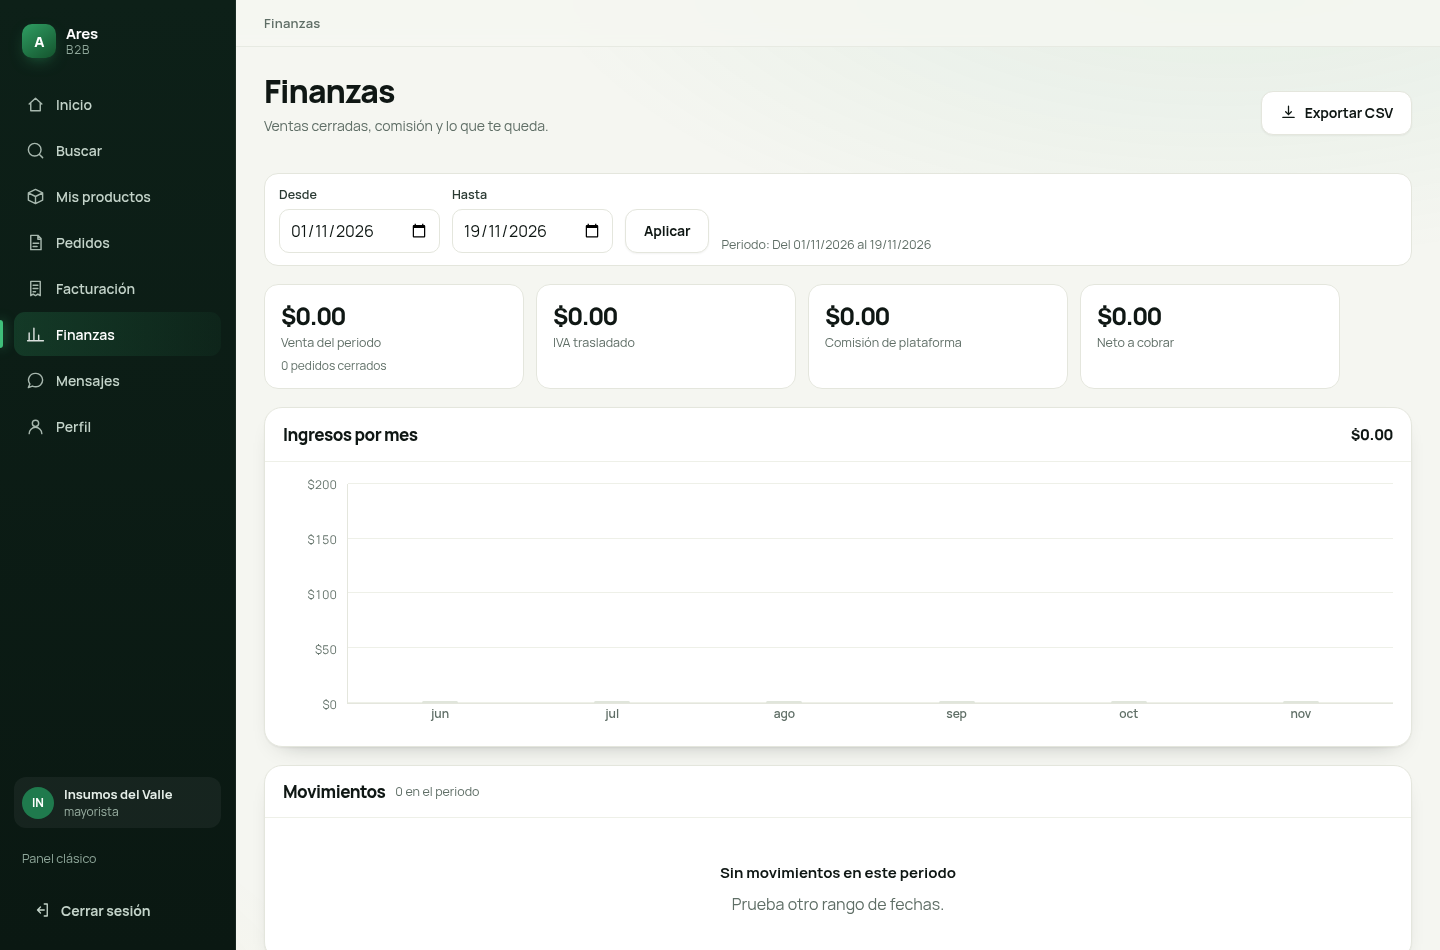 A
Ares
B2B
Inicio
Buscar
Mis productos
Pedidos
Facturación
Finanzas
Mensajes
Perfil
IN
Insumos del Valle
mayorista
Panel clásico
Cerrar sesión
Finanzas
Finanzas
Ventas cerradas, comisión y lo que te queda.
Exportar CSV
Desde
Hasta
01/11/2026
19/11/2026
Aplicar
Periodo: Del 01/11/2026 al 19/11/2026
$0.00
Venta del periodo
0 pedidos cerrados
$0.00
IVA trasladado
$0.00
Comisión de plataforma
$0.00
Neto a cobrar
Ingresos por mes
$0.00
$200
$150
$100
$50
$0
jun
jul
ago
sep
oct
nov
Movimientos
0 en el periodo
Sin movimientos en este periodo
Prueba otro rango de fechas.